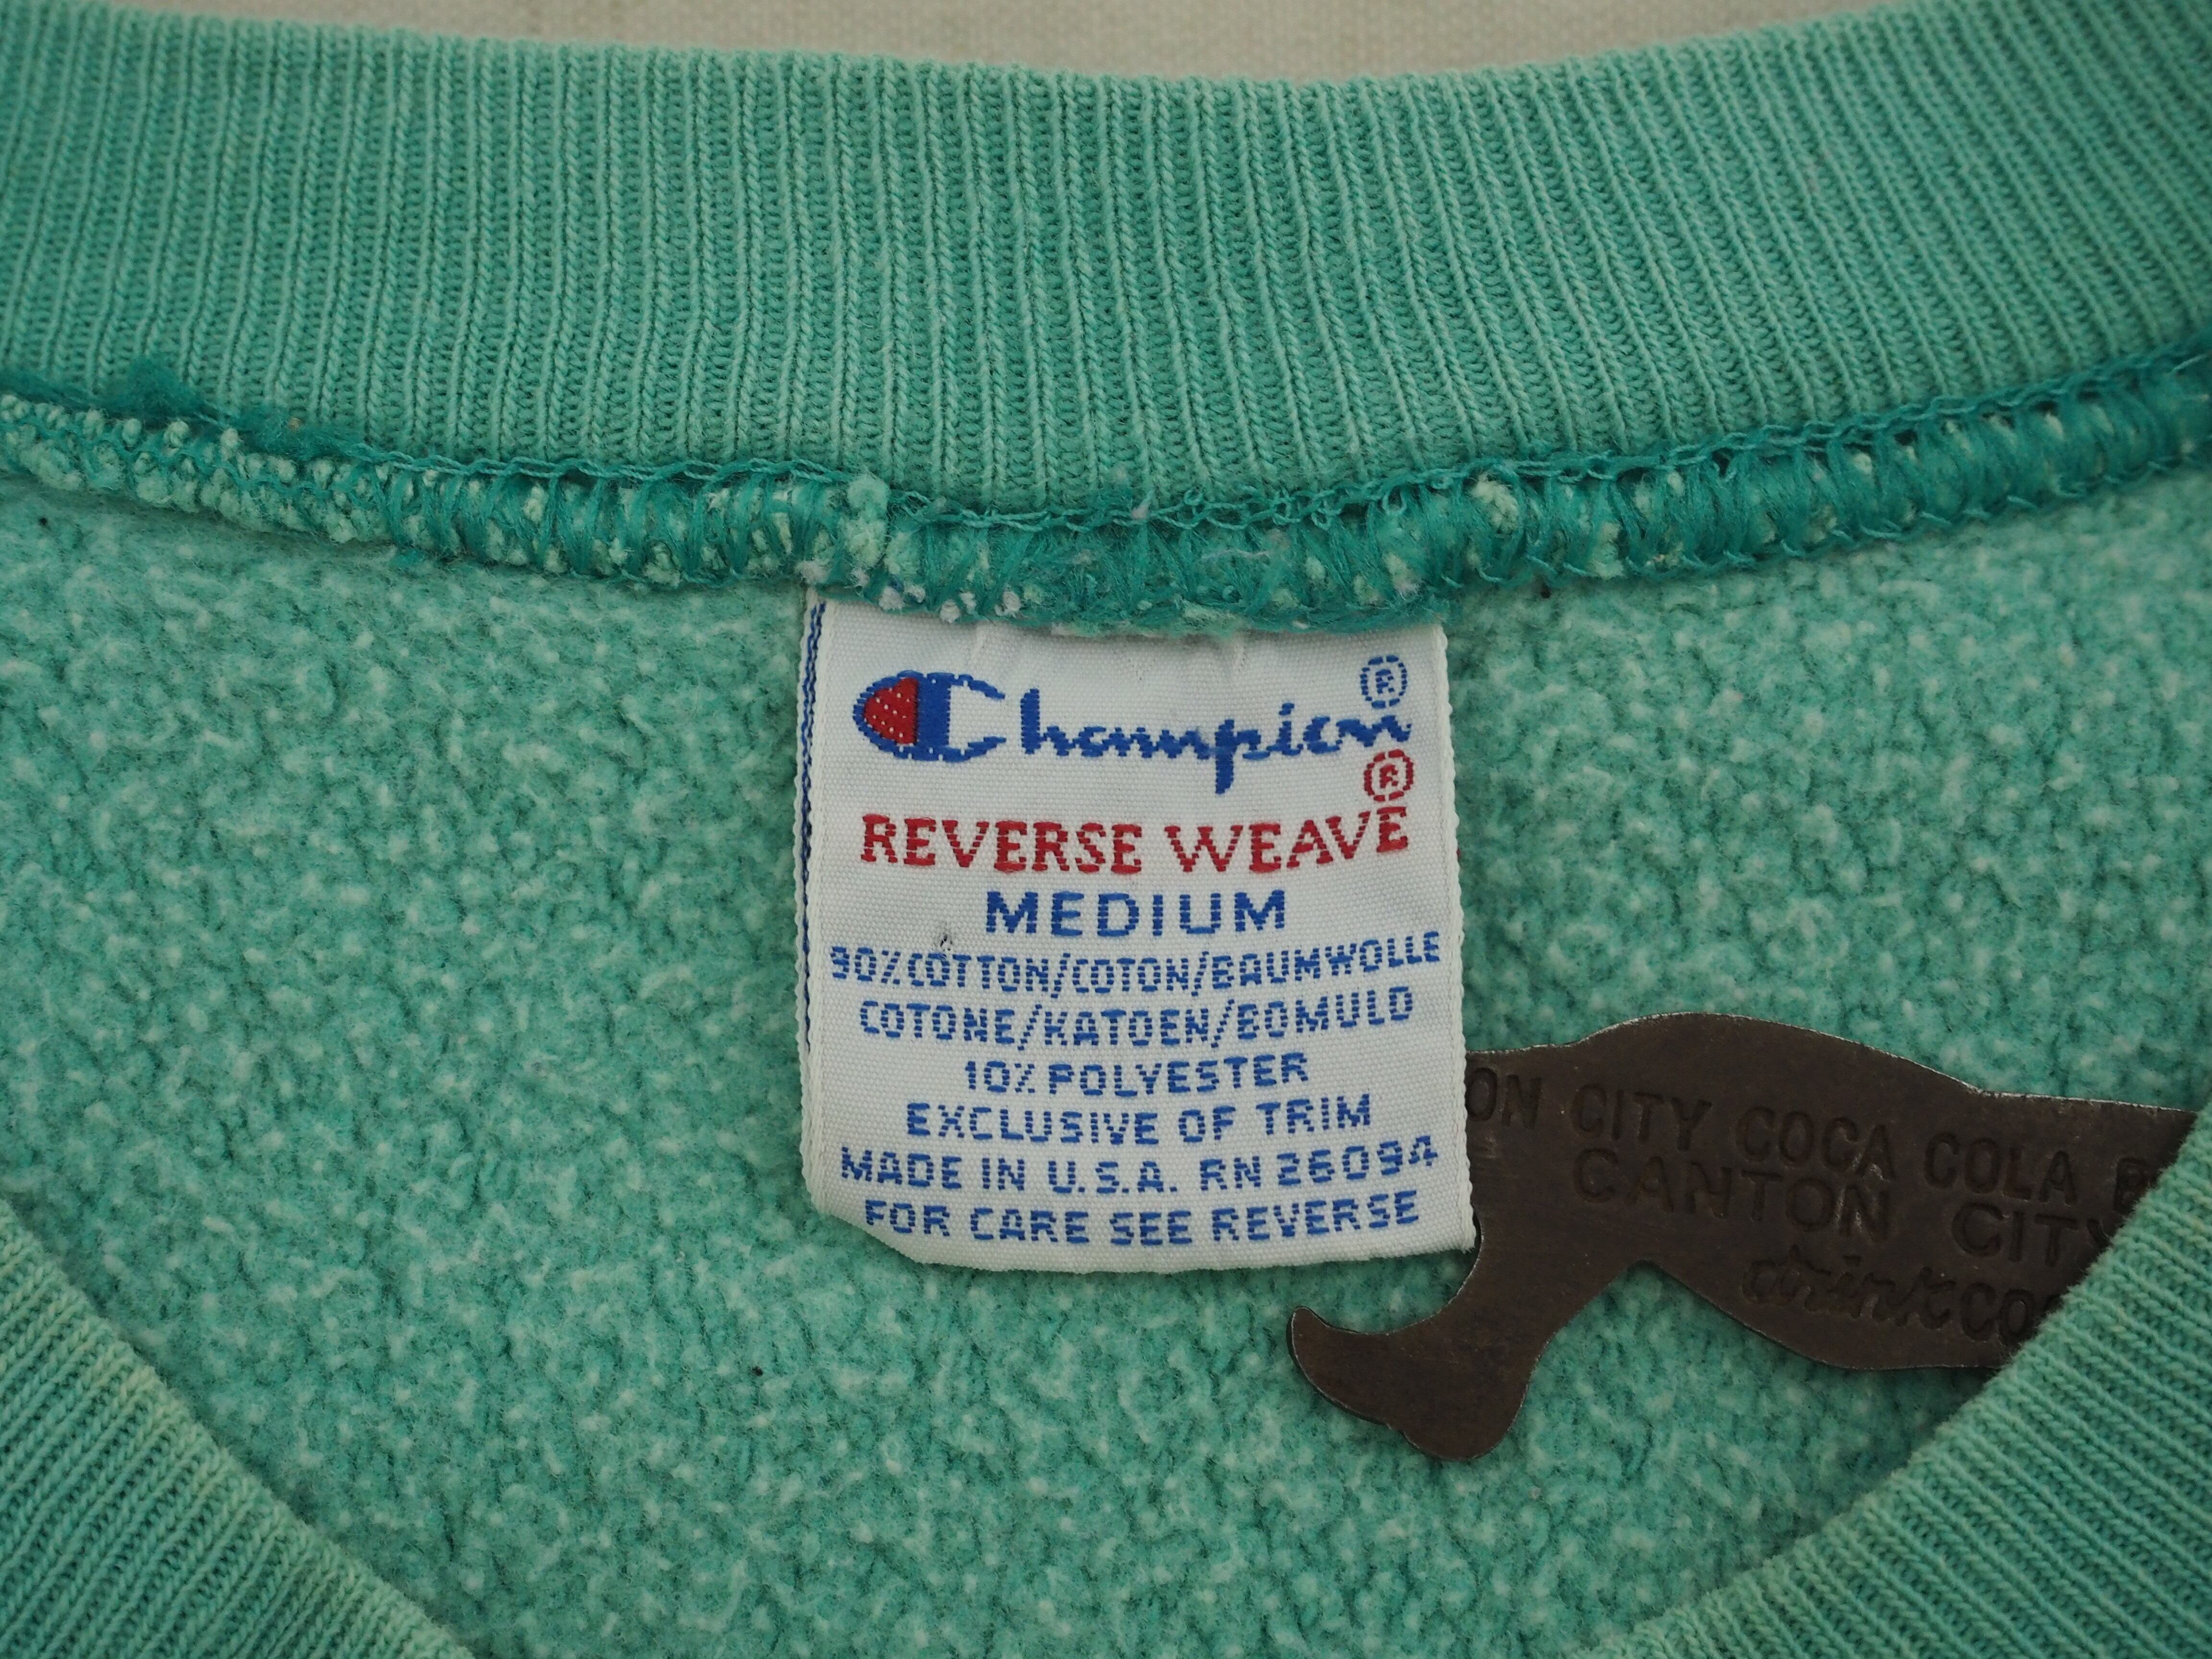 Champion®
REVERSE WEAVE®
MEDIUM
90% COTTON/COTON/BAUMWOLLE
COTONE/KATOEN/BOMULD
10% POLYESTER
EXCLUSIVE OF TRIM
MADE IN U.S.A. RN 26094
FOR CARE SEE REVERSE
CITY COCA COLA
CANTON CITY
drink